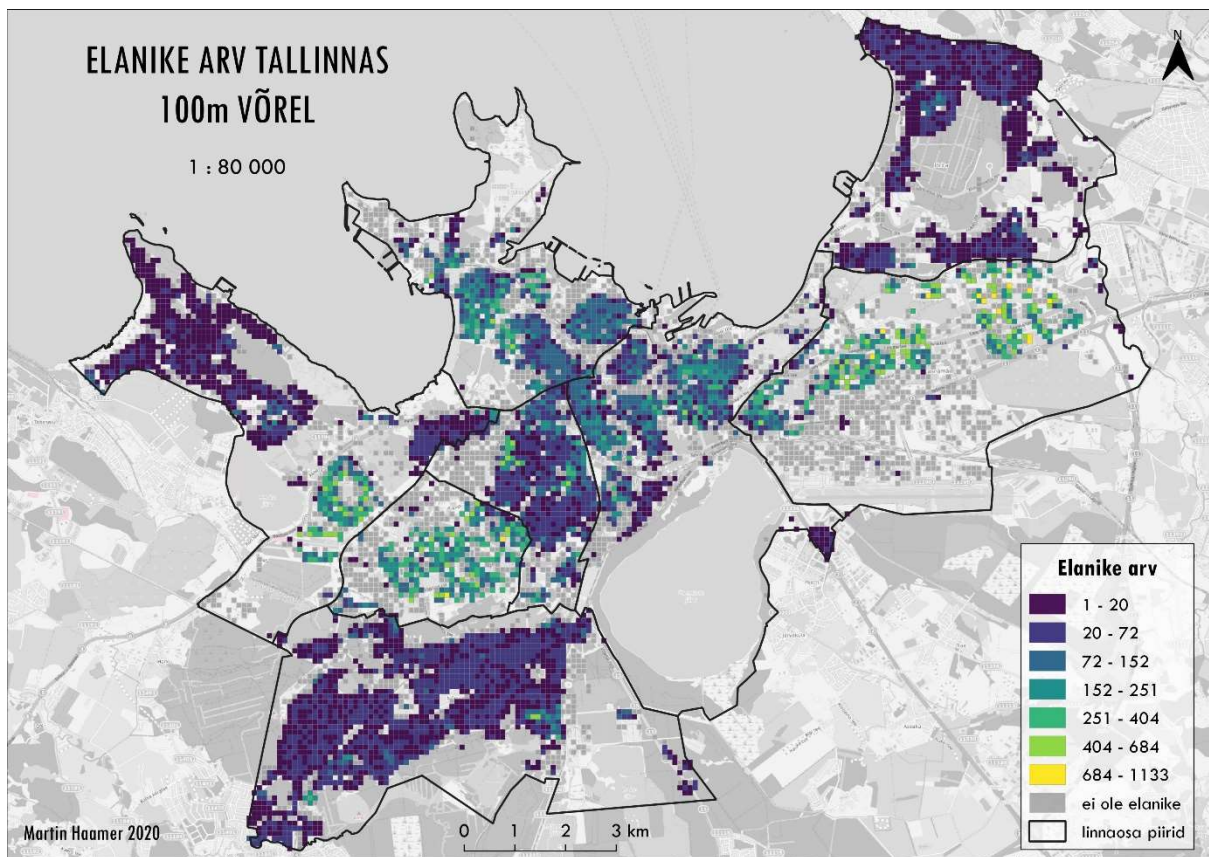 ELANIKE ARV TALLINNAS
100m VÕREL
1 : 80 000
N
Elanike arv
1 - 20
20 - 72
72 - 152
152 - 251
251 - 404
404 - 684
684 - 1133
ei ole elanike
linnaosa piirid
Martin Haamer 2020
0 1 2 3 km